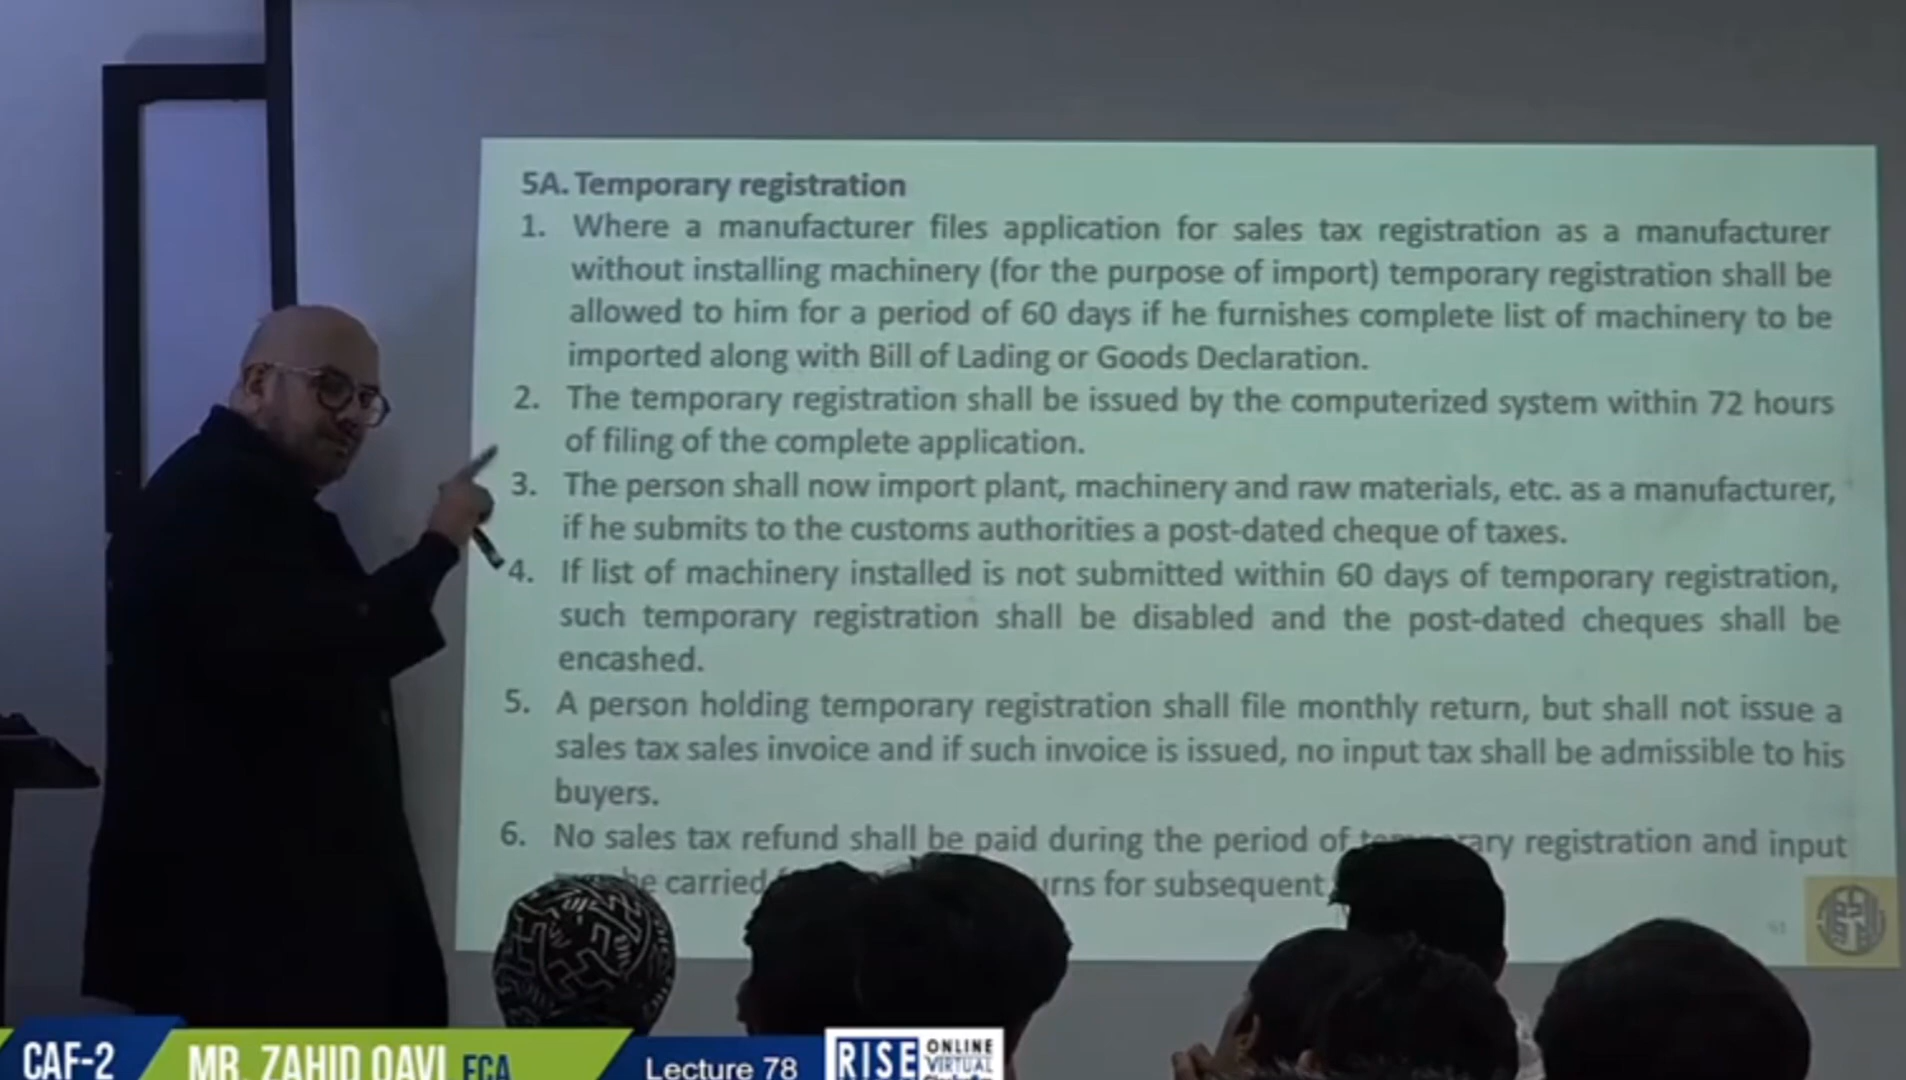 5A. Temporary registration
1. Where a manufacturer files application for sales tax registration as a manufacturer
without installing machinery (for the purpose of import) temporary registration shall be
allowed to him for a period of 60 days if he furnishes complete list of machinery to be
imported along with Bill of Lading or Goods Declaration.
2. The temporary registration shall be issued by the computerized system within 72 hours
of filing of the complete application.
3. The person shall now import plant, machinery and raw materials, etc. as a manufacturer,
if he submits to the customs authorities a post-dated cheque of taxes.
4. If list of machinery installed is not submitted within 60 days of temporary registration,
such temporary registration shall be disabled and the post-dated cheques shall be
encashed.
5. A person holding temporary registration shall file monthly return, but shall not issue a
sales tax sales invoice and if such invoice is issued, no input tax shall be admissible to his
buyers.
6. No sales tax refund shall be paid during the period of temporary registration and input
be carried for subsequent
CAF-2
MR. ZAHID QAVI FCA
Lecture 78
RISE ONLINE
VIRTUAL